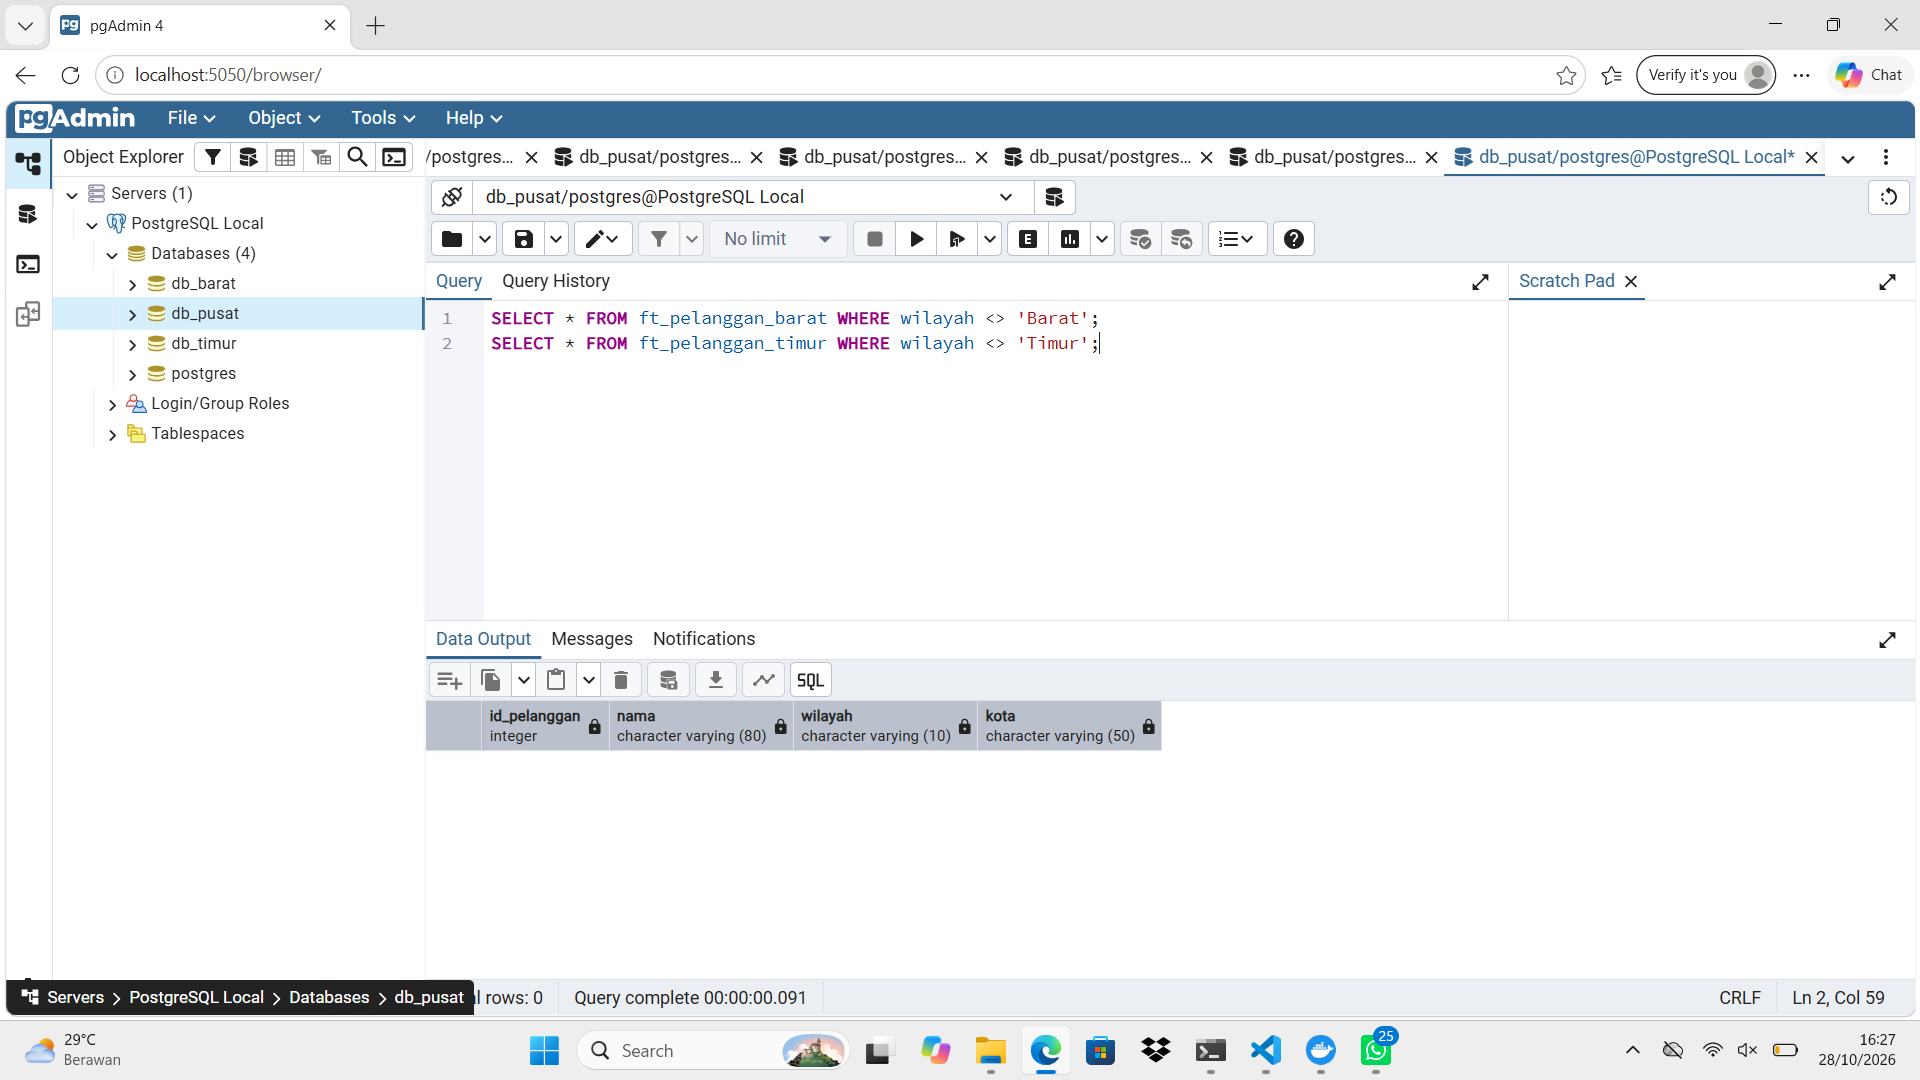 pgAdmin 4
localhost:5050/browser/
Verify it's you
Chat
pgAdmin
File
Object
Tools
Help
Object Explorer
/postgres...
db_pusat/postgres...
db_pusat/postgres...
db_pusat/postgres...
db_pusat/postgres...
db_pusat/postgres@PostgreSQL Local*
Servers (1)
PostgreSQL Local
Databases (4)
db_barat
db_pusat
db_timur
postgres
Login/Group Roles
Tablespaces
db_pusat/postgres@PostgreSQL Local
No limit
E
Query
Query History
Scratch Pad
1 SELECT * FROM ft_pelanggan_barat WHERE wilayah <> 'Barat';
2 SELECT * FROM ft_pelanggan_timur WHERE wilayah <> 'Timur';
Data Output
Messages
Notifications
SQL
id_pelanggan
integer
nama
character varying (80)
wilayah
character varying (10)
kota
character varying (50)
Servers > PostgreSQL Local > Databases > db_pusat
l rows: 0
Query complete 00:00:00.091
CRLF
Ln 2, Col 59
29°C
Berawan
Search
25
16:27
28/10/2026